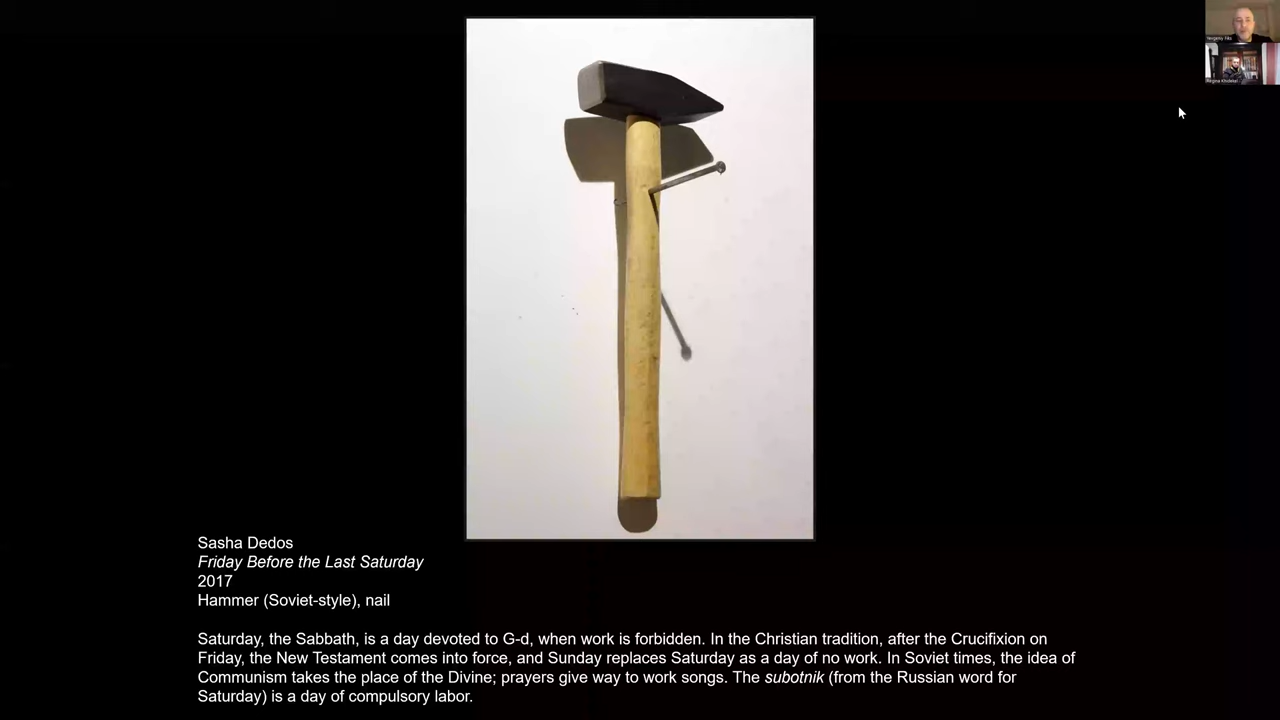 Sasha Dedos
Friday Before the Last Saturday
2017
Hammer (Soviet-style), nail
Saturday, the Sabbath, is a day devoted to G-d, when work is forbidden. In the Christian tradition, after the Crucifixion on
Friday, the New Testament comes into force, and Sunday replaces Saturday as a day of no work. In Soviet times, the idea of
Communism takes the place of the Divine; prayers give way to work songs. The subotnik (from the Russian word for
Saturday) is a day of compulsory labor.